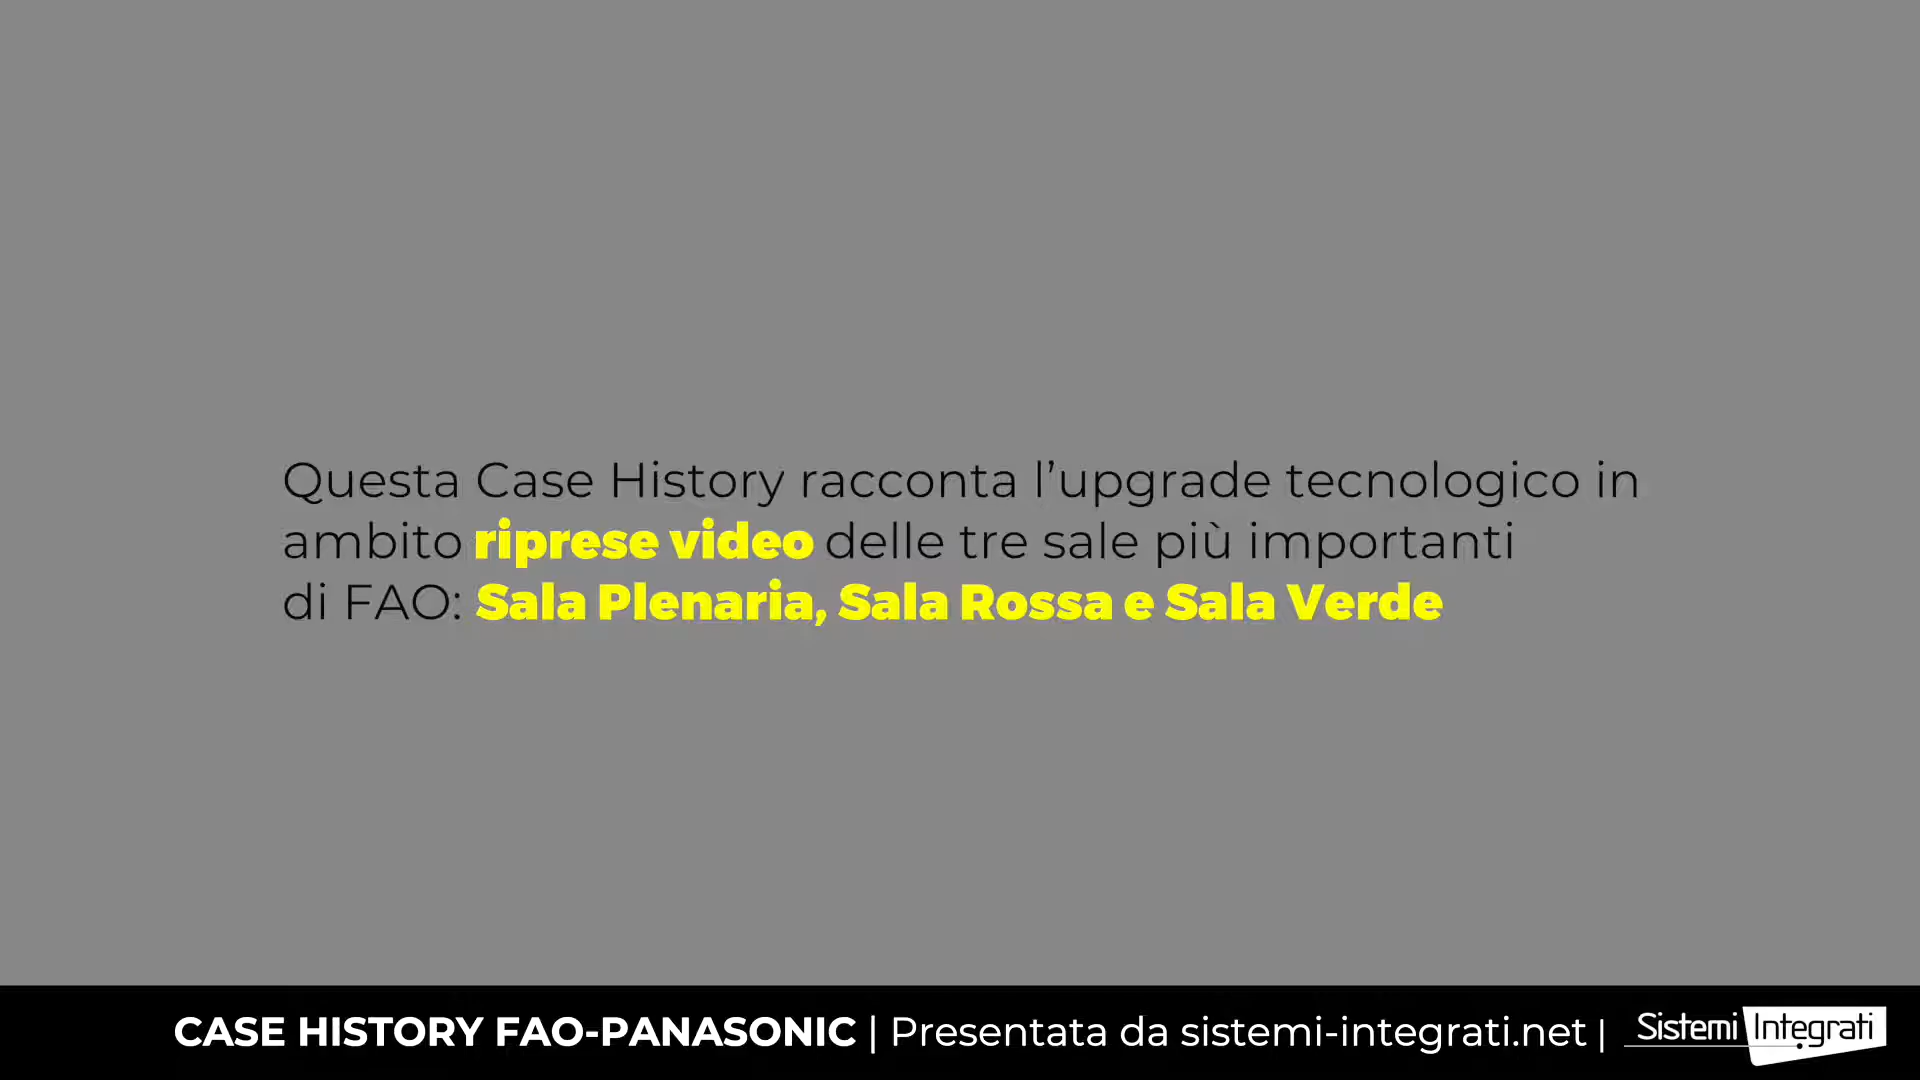 Questa Case History racconta l’upgrade tecnologico in
ambito riprese video delle tre sale più importanti
di FAO: Sala Plenaria, Sala Rossa e Sala Verde
CASE HISTORY FAO-PANASONIC | Presentata da sistemi-integrati.net | Sistemi Integrati